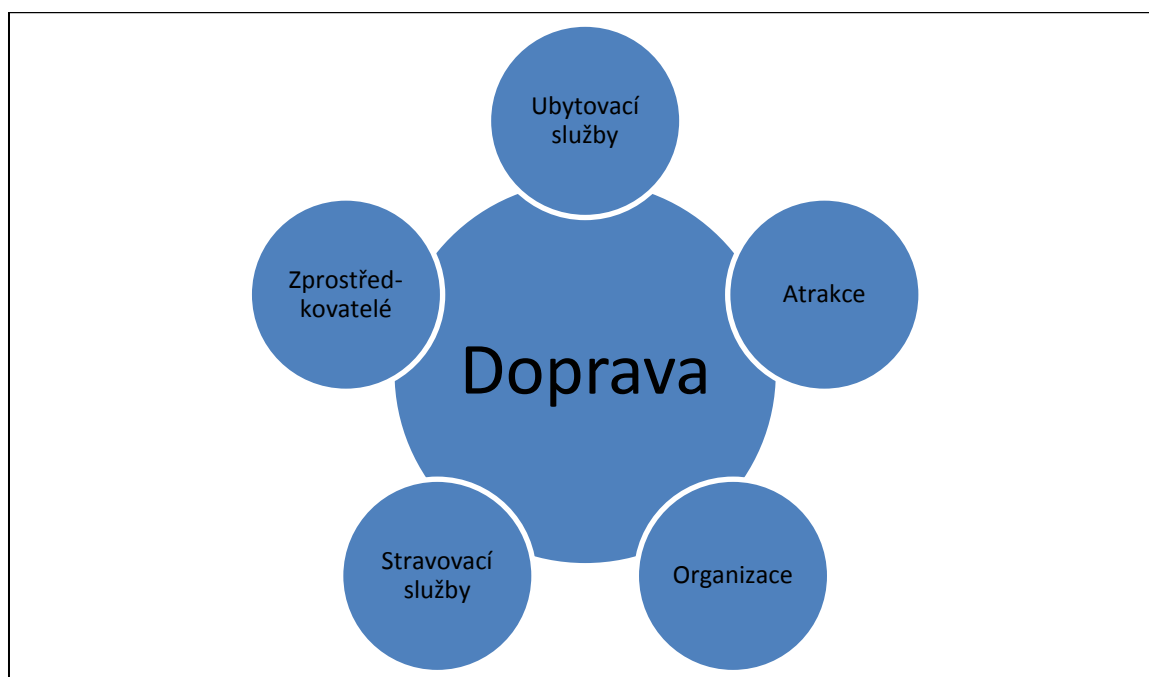 Ubytovací
služby
Zprostřed-
kovatelé
Atrakce
Doprava
Stravovací
služby
Organizace